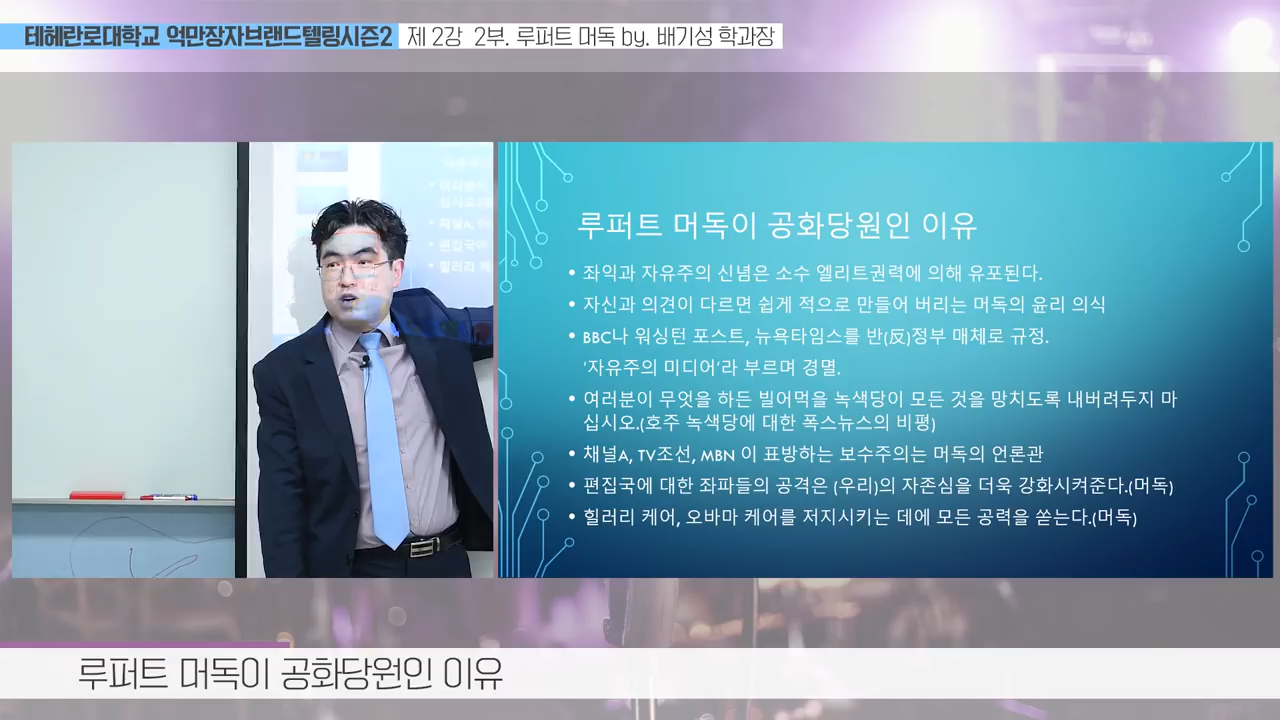 테헤란로대학교 억만장자브랜드텔링시즌2 제 2강 2부. 루퍼트 머독 by. 배기성 학과장
루퍼트 머독이 공화당원인 이유
• 좌익과 자유주의 신념은 소수 엘리트권력에 의해 유포된다.
• 자신과 의견이 다르면 쉽게 적으로 만들어 버리는 머독의 윤리 의식
• BBC나 워싱턴 포스트, 뉴욕타임스를 반(反)정부 매체로 규정.
'자유주의 미디어'라 부르며 경멸.
• 여러분이 무엇을 하든 빌어먹을 녹색당이 모든 것을 망치도록 내버려두지 마
십시오.(호주 녹색당에 대한 폭스뉴스의 비평)
• 채널A, TV조선, MBN 이 표방하는 보수주의는 머독의 언론관
• 편집국에 대한 좌파들의 공격은 (우리)의 자존심을 더욱 강화시켜준다.(머독)
• 힐러리 케어, 오바마 케어를 저지시키는 데에 모든 공력을 쏟는다.(머독)
루퍼트 머독이 공화당원인 이유